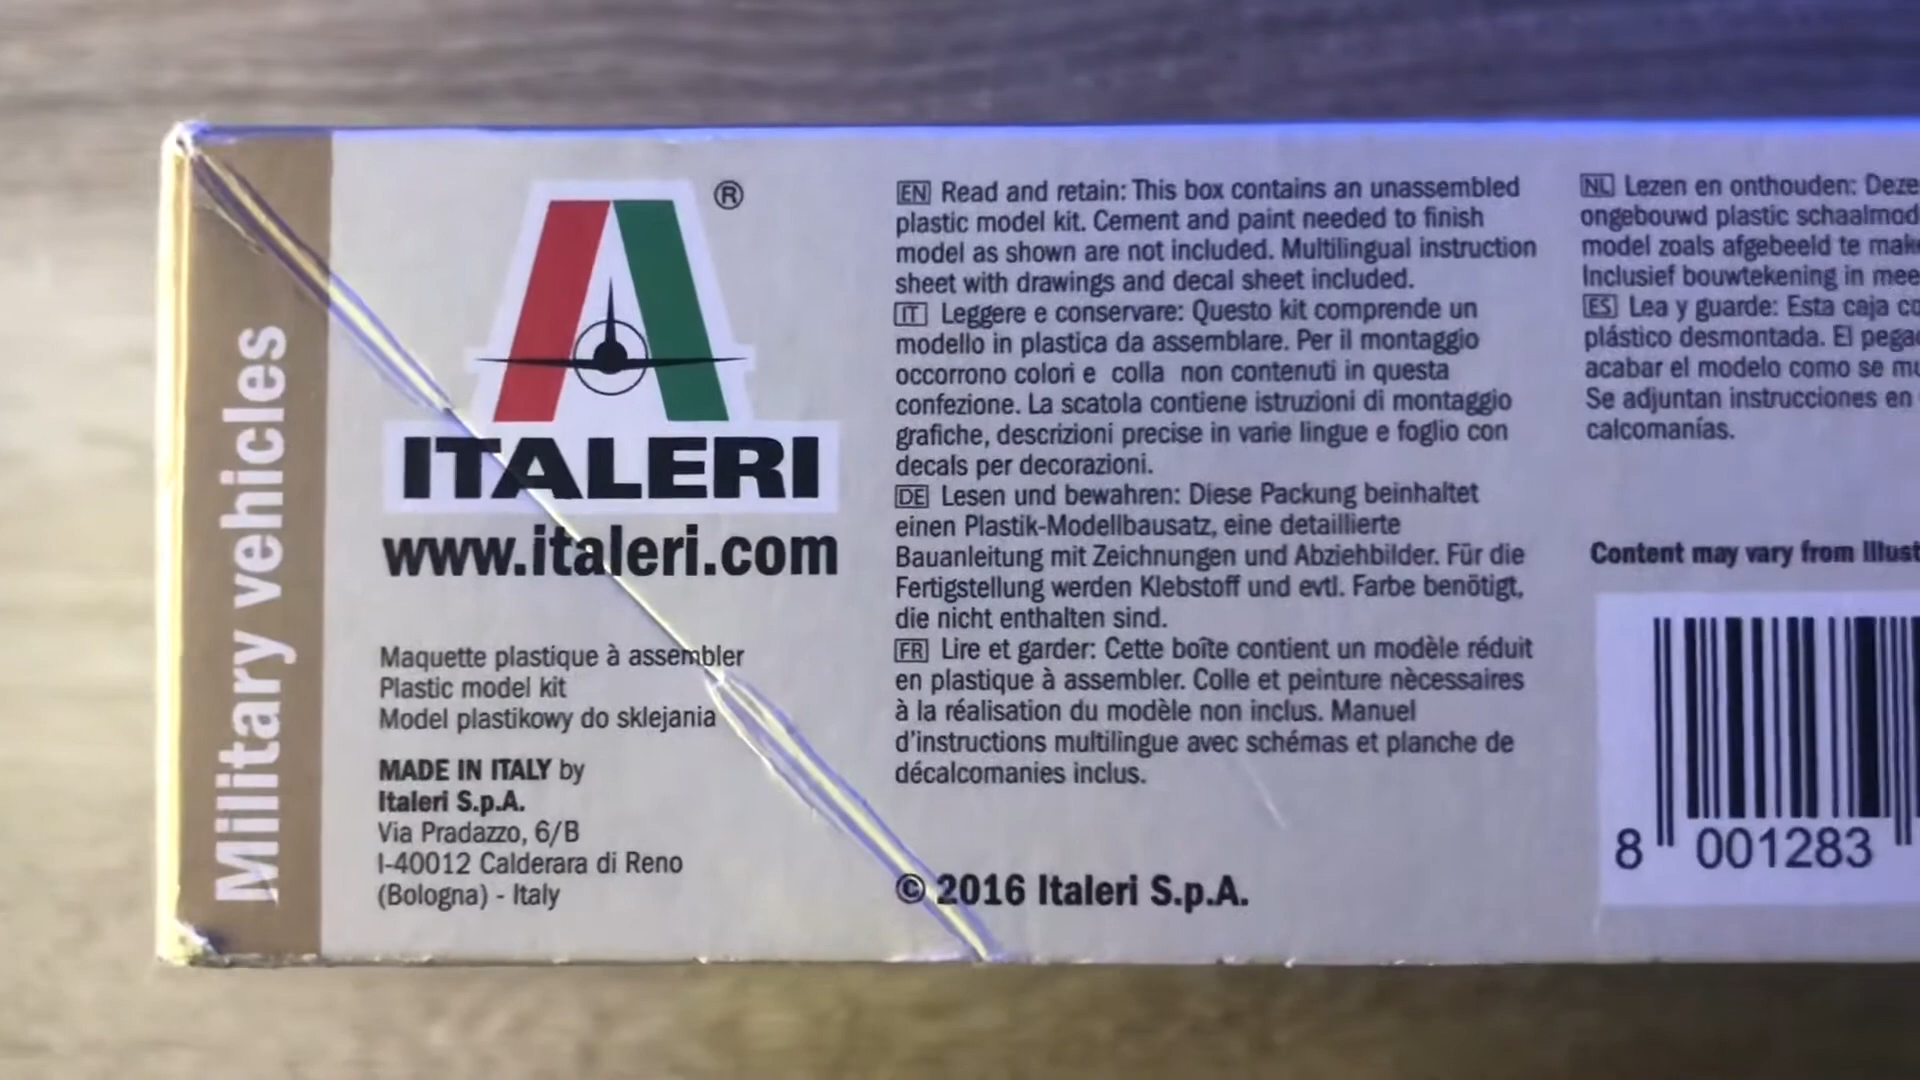 Military vehicles
®
ITALERI
www.italeri.com
Maquette plastique à assembler
Plastic model kit
Model plastikowy do sklejania
MADE IN ITALY by
Italeri S.p.A.
Via Pradazzo, 6/B
I-40012 Calderara di Reno
(Bologna) - Italy
EN Read and retain: This box contains an unassembled
plastic model kit. Cement and paint needed to finish
model as shown are not included. Multilingual instruction
sheet with drawings and decal sheet included.
IT Leggere e conservare: Questo kit comprende un
modello in plastica da assemblare. Per il montaggio
occorrono colori e colla non contenuti in questa
confezione. La scatola contiene istruzioni di montaggio
grafiche, descrizioni precise in varie lingue e foglio con
decals per decorazioni.
DE Lesen und bewahren: Diese Packung beinhaltet
einen Plastik-Modellbausatz, eine detaillierte
Bauanleitung mit Zeichnungen und Abziehbilder. Für die
Fertigstellung werden Klebstoff und evtl. Farbe benötigt,
die nicht enthalten sind.
FR Lire et garder: Cette boîte contient un modèle réduit
en plastique à assembler. Colle et peinture nècessaires
à la réalisation du modèle non inclus. Manuel
d'instructions multilingue avec schémas et planche de
décalcomanies inclus.
© 2016 Italeri S.p.A.
NL Lezen en onthouden: Deze
ongebouwd plastic schaalmod
model zoals afgebeeld te mak
Inclusief bouwtekening in mee
ES Lea y guarde: Esta caja co
plástico desmontada. El pega
acabar el modelo como se mu
Se adjuntan instrucciones en
calcomanías.
Content may vary from Illust
8 001283